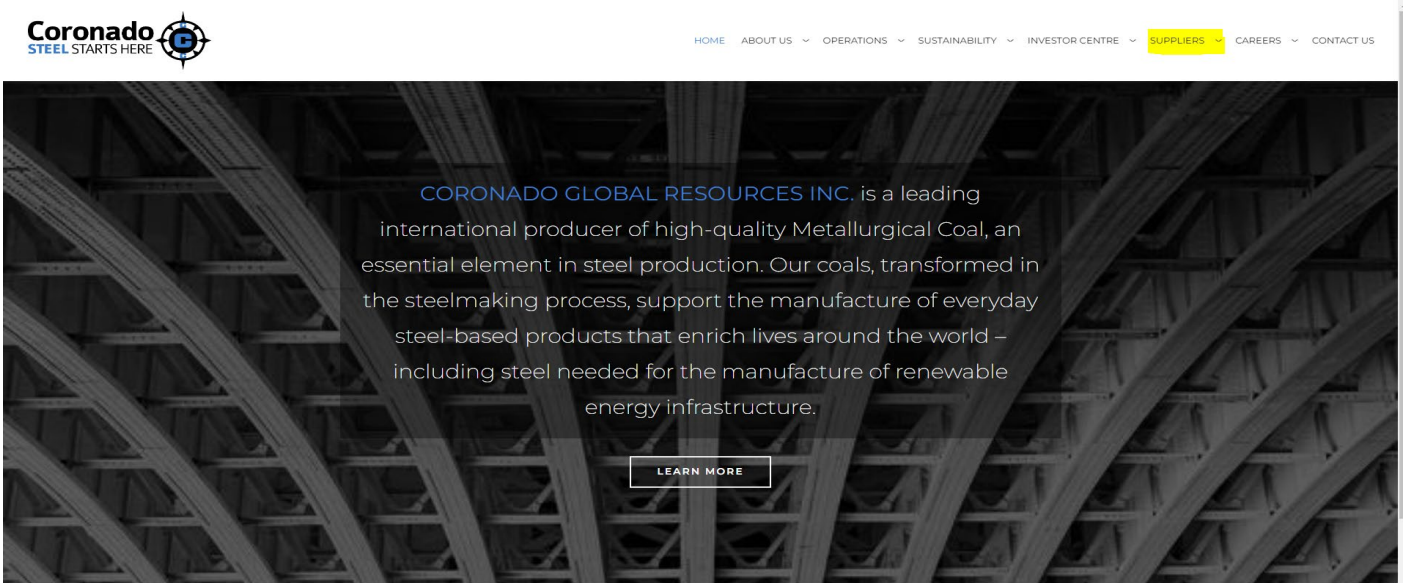 Coronado
STEEL STARTS HERE
C
HOME ABOUT US OPERATIONS SUSTAINABILITY INVESTOR CENTRE SUPPLIERS CAREERS CONTACT US
CORONADO GLOBAL RESOURCES INC. is a leading
international producer of high-quality Metallurgical Coal, an
essential element in steel production. Our coals, transformed in
the steelmaking process, support the manufacture of everyday
steel-based products that enrich lives around the world –
including steel needed for the manufacture of renewable
energy infrastructure.
LEARN MORE